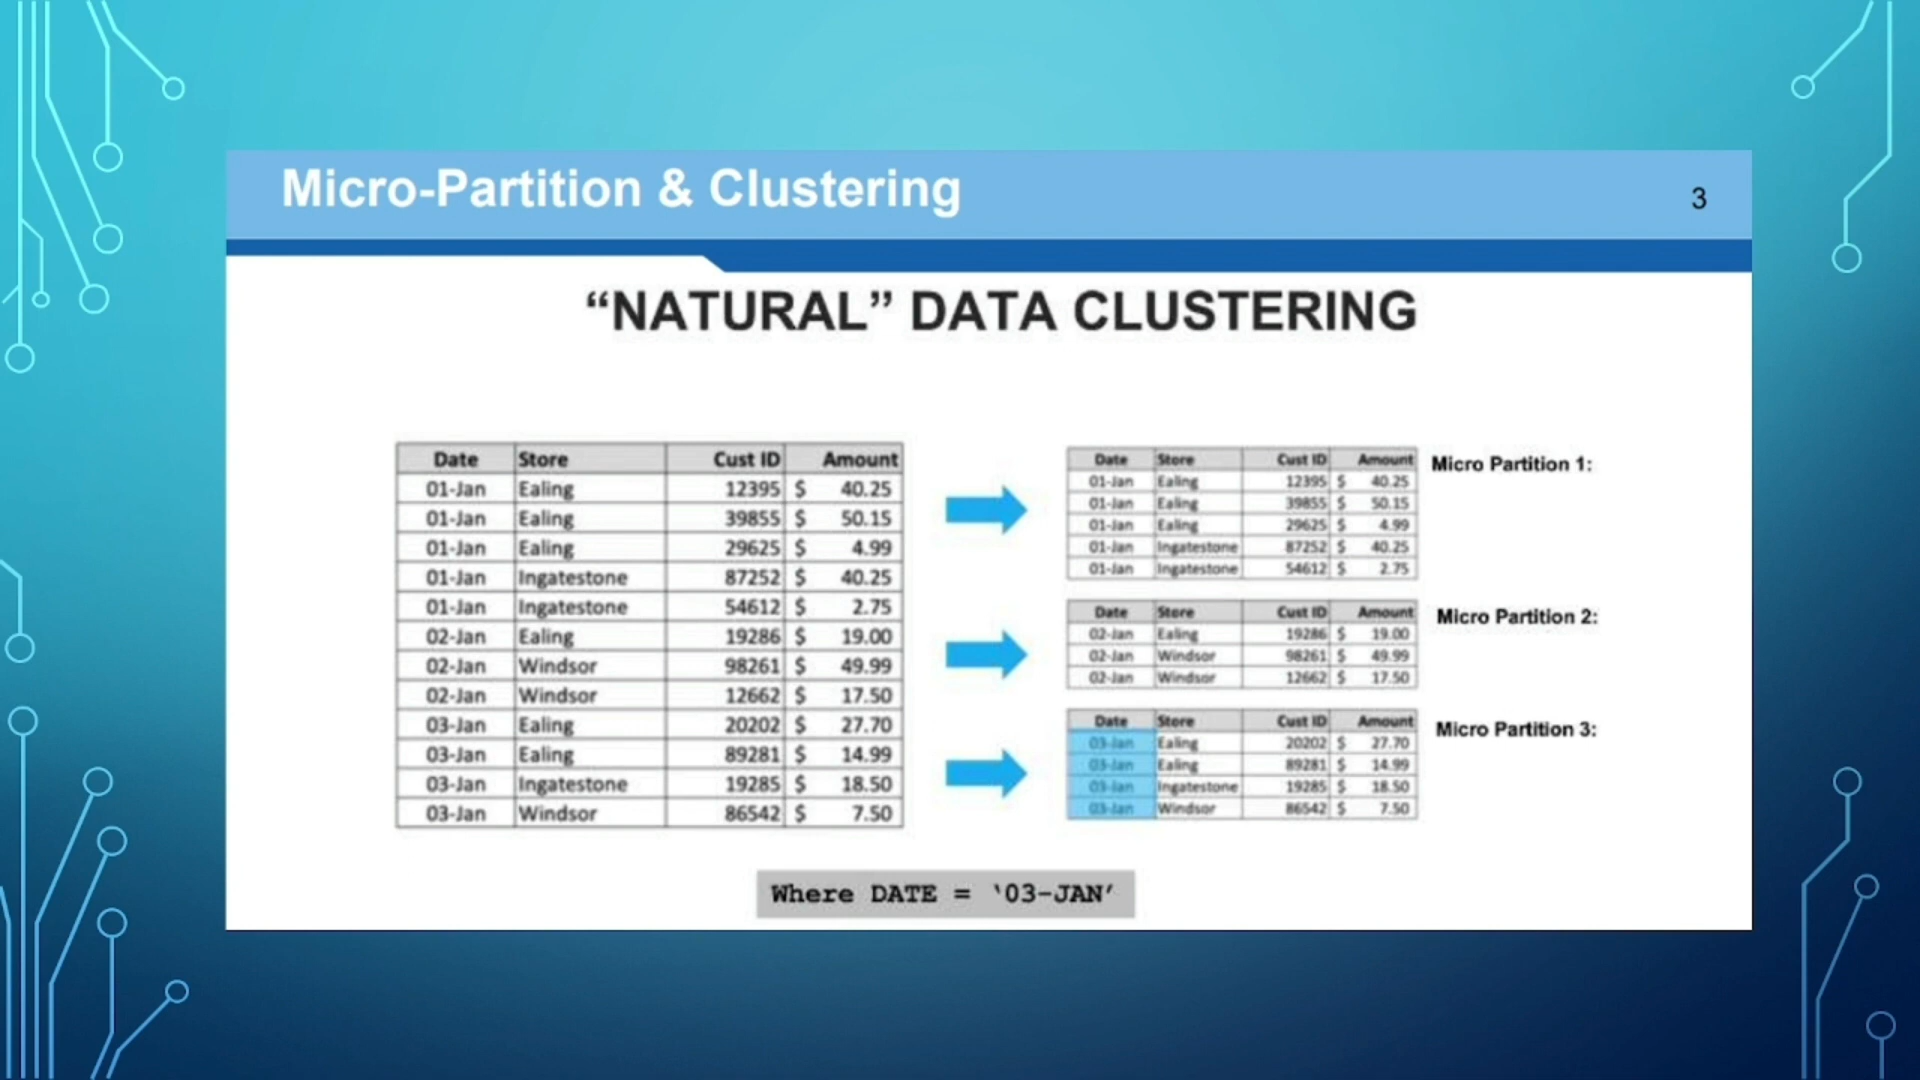 Micro-Partition & Clustering
3
“NATURAL” DATA CLUSTERING
Date Store Cust ID Amount
01-Jan Ealing 12395 $ 40.25
01-Jan Ealing 39855 $ 50.15
01-Jan Ealing 29625 $ 4.99
01-Jan Ingatestone 87252 $ 40.25
01-Jan Ingatestone 54612 $ 2.75
02-Jan Ealing 19286 $ 19.00
02-Jan Windsor 98261 $ 49.99
02-Jan Windsor 12662 $ 17.50
03-Jan Ealing 20202 $ 27.70
03-Jan Ealing 89281 $ 14.99
03-Jan Ingatestone 19285 $ 18.50
03-Jan Windsor 86542 $ 7.50
Micro Partition 1:
Date Store Cust ID Amount
01-Jan Ealing 12395 $ 40.25
01-Jan Ealing 39855 $ 50.15
01-Jan Ealing 29625 $ 4.99
01-Jan Ingatestone 87252 $ 40.25
01-Jan Ingatestone 54612 $ 2.75
Micro Partition 2:
Date Store Cust ID Amount
02-Jan Ealing 19286 $ 19.00
02-Jan Windsor 98261 $ 49.99
02-Jan Windsor 12662 $ 17.50
Micro Partition 3:
Date Store Cust ID Amount
03-Jan Ealing 20202 $ 27.70
03-Jan Ealing 89281 $ 14.99
03-Jan Ingatestone 19285 $ 18.50
03-Jan Windsor 86542 $ 7.50
Where DATE = ‘03-JAN’